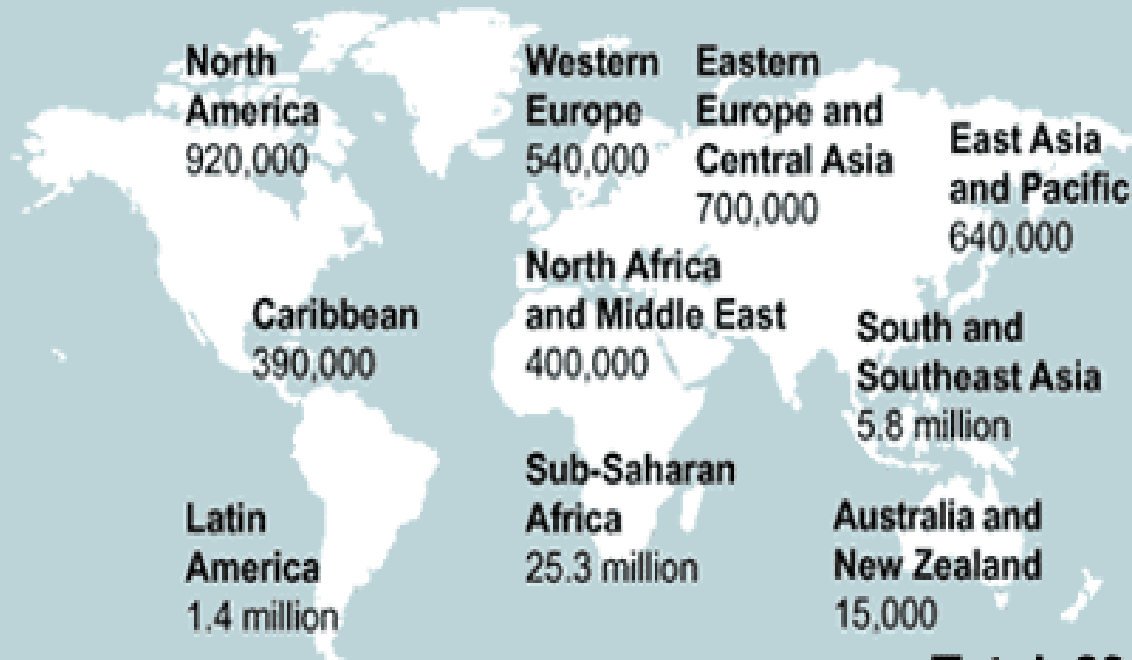 North
America
920,000
Western
Europe
540,000
Eastern
Europe and
Central Asia
700,000
East Asia
and Pacific
640,000
Caribbean
390,000
North Africa
and Middle East
400,000
South and
Southeast Asia
5.8 million
Latin
America
1.4 million
Sub-Saharan
Africa
25.3 million
Australia and
New Zealand
15,000